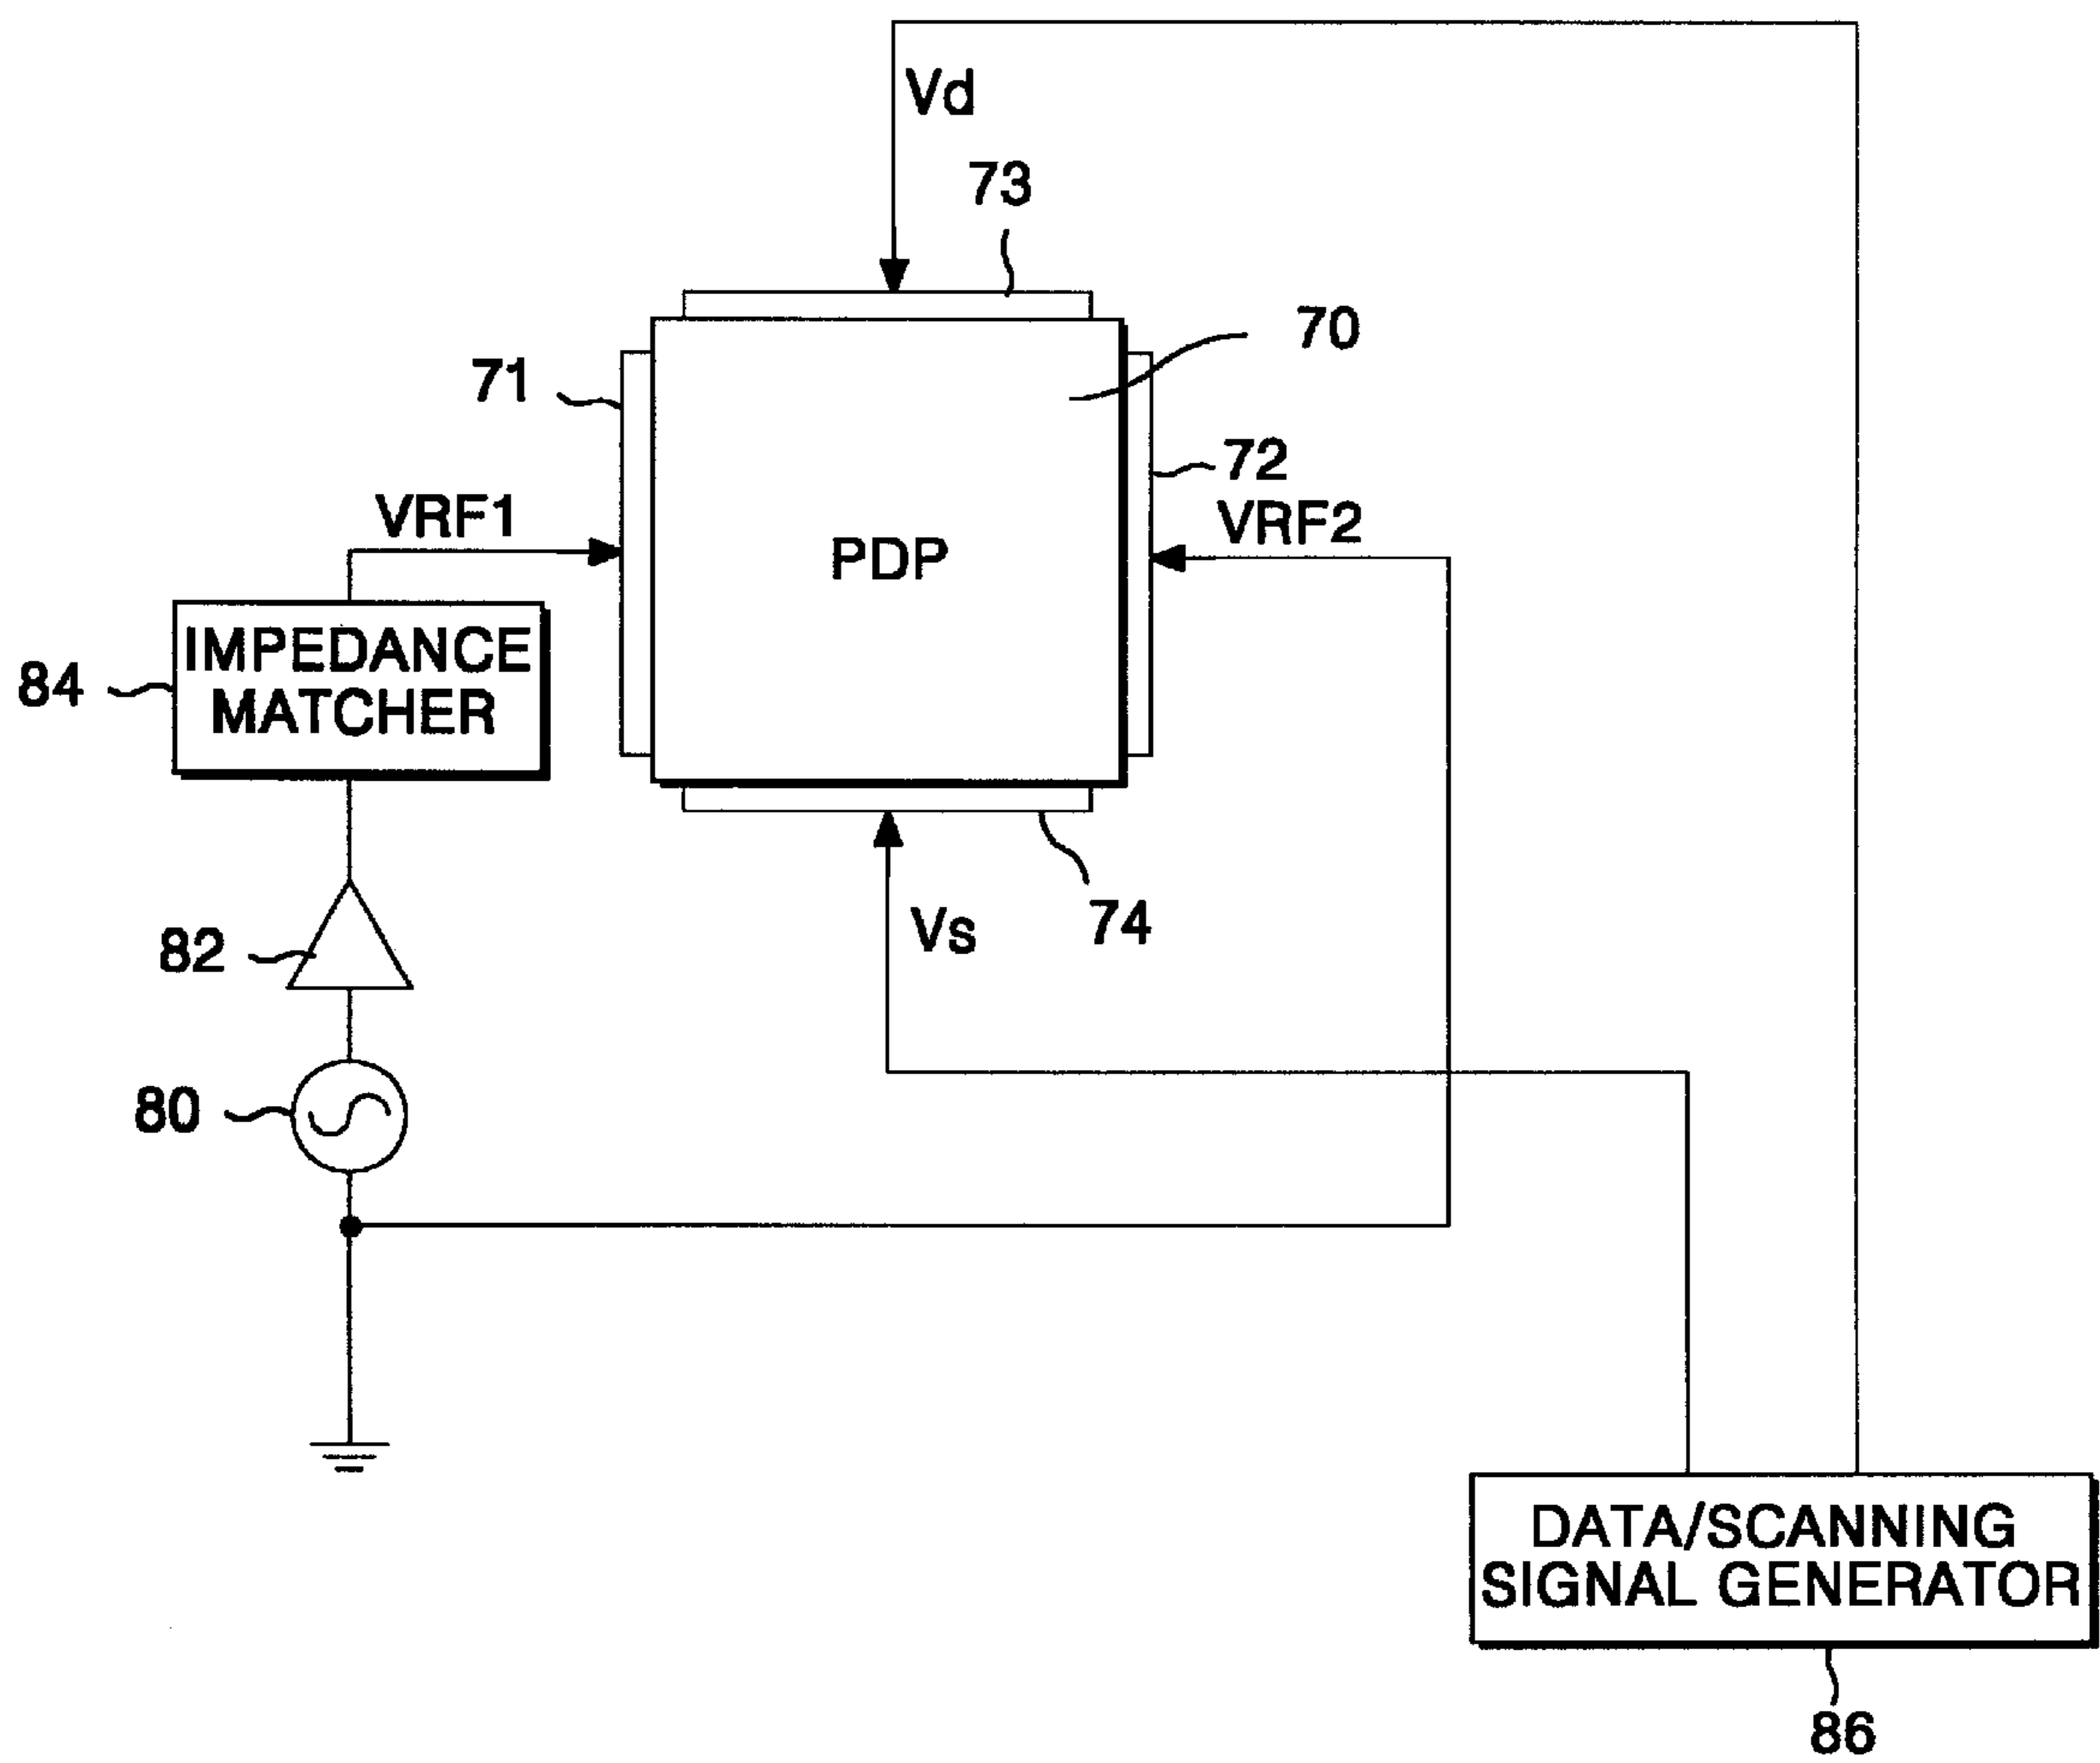 Vd
73
70
71
72
VRF1
VRF2
PDP
IMPEDANCE
MATCHER
84
74
Vs
82
80
DATA/SCANNING
SIGNAL GENERATOR
86